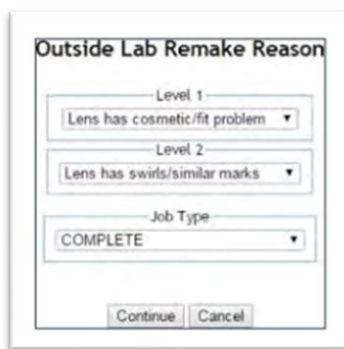 Outside Lab Remake Reason
Level 1
Lens has cosmetic/fit problem
Level 2
Lens has swirls/similar marks
Job Type
COMPLETE
Continue Cancel